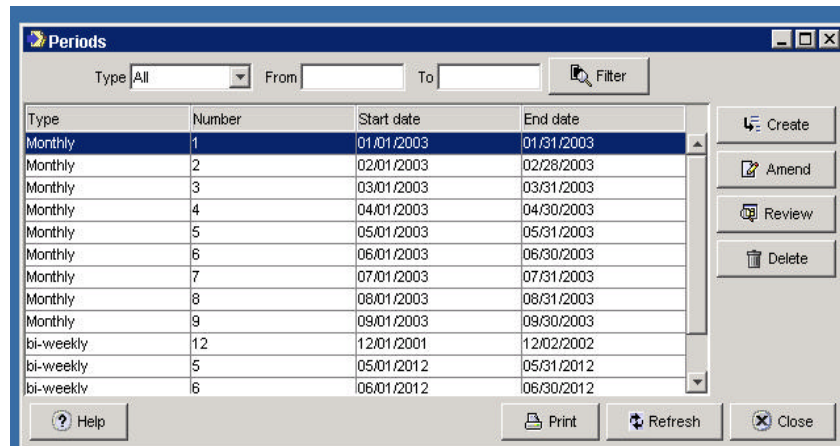 Periods
Type All From To Filter
Type Number Start date End date
Monthly 1 01/01/2003 01/31/2003
Monthly 2 02/01/2003 02/28/2003
Monthly 3 03/01/2003 03/31/2003
Monthly 4 04/01/2003 04/30/2003
Monthly 5 05/01/2003 05/31/2003
Monthly 6 06/01/2003 06/30/2003
Monthly 7 07/01/2003 07/31/2003
Monthly 8 08/01/2003 08/31/2003
Monthly 9 09/01/2003 09/30/2003
bi-weekly 12 12/01/2001 12/02/2002
bi-weekly 5 05/01/2012 05/31/2012
bi-weekly 6 06/01/2012 06/30/2012
Create
Amend
Review
Delete
Help Print Refresh Close